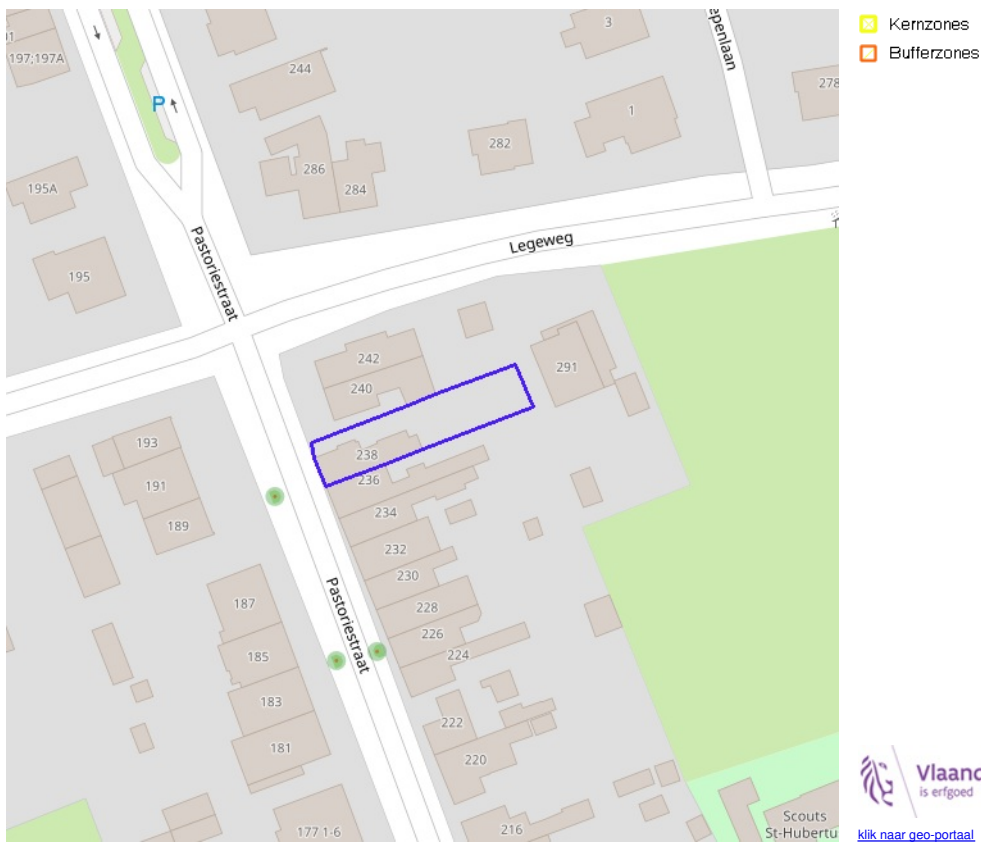 197;197A
244
3
epenlaan
278
P
1
282
286
284
195A
Pastoriestraat
Legeweg
195
242
240
291
238
236
193
191
189
234
232
230
228
226
224
187
185
183
181
Pastoriestraat
222
220
216
177 1-6
Scouts
St-Hubertu
Kernzones
Bufferzones
Vlaand
is erfgoed
klik naar geo-portaal